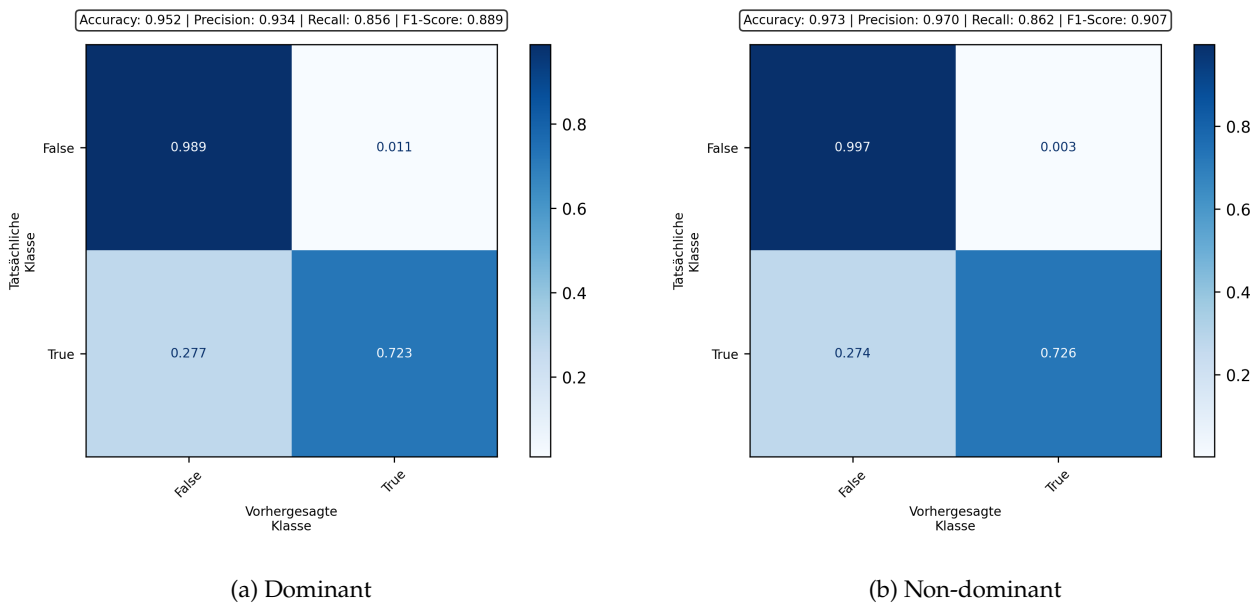 Accuracy: 0.952 | Precision: 0.934 | Recall: 0.856 | F1-Score: 0.889
False
True
Tatsächliche
Klasse
0.989
0.011
0.277
0.723
False
True
Vorhergesagte
Klasse
0.8
0.6
0.4
0.2
(a) Dominant
Accuracy: 0.973 | Precision: 0.970 | Recall: 0.862 | F1-Score: 0.907
False
True
Tatsächliche
Klasse
0.997
0.003
0.274
0.726
False
True
Vorhergesagte
Klasse
0.8
0.6
0.4
0.2
(b) Non-dominant